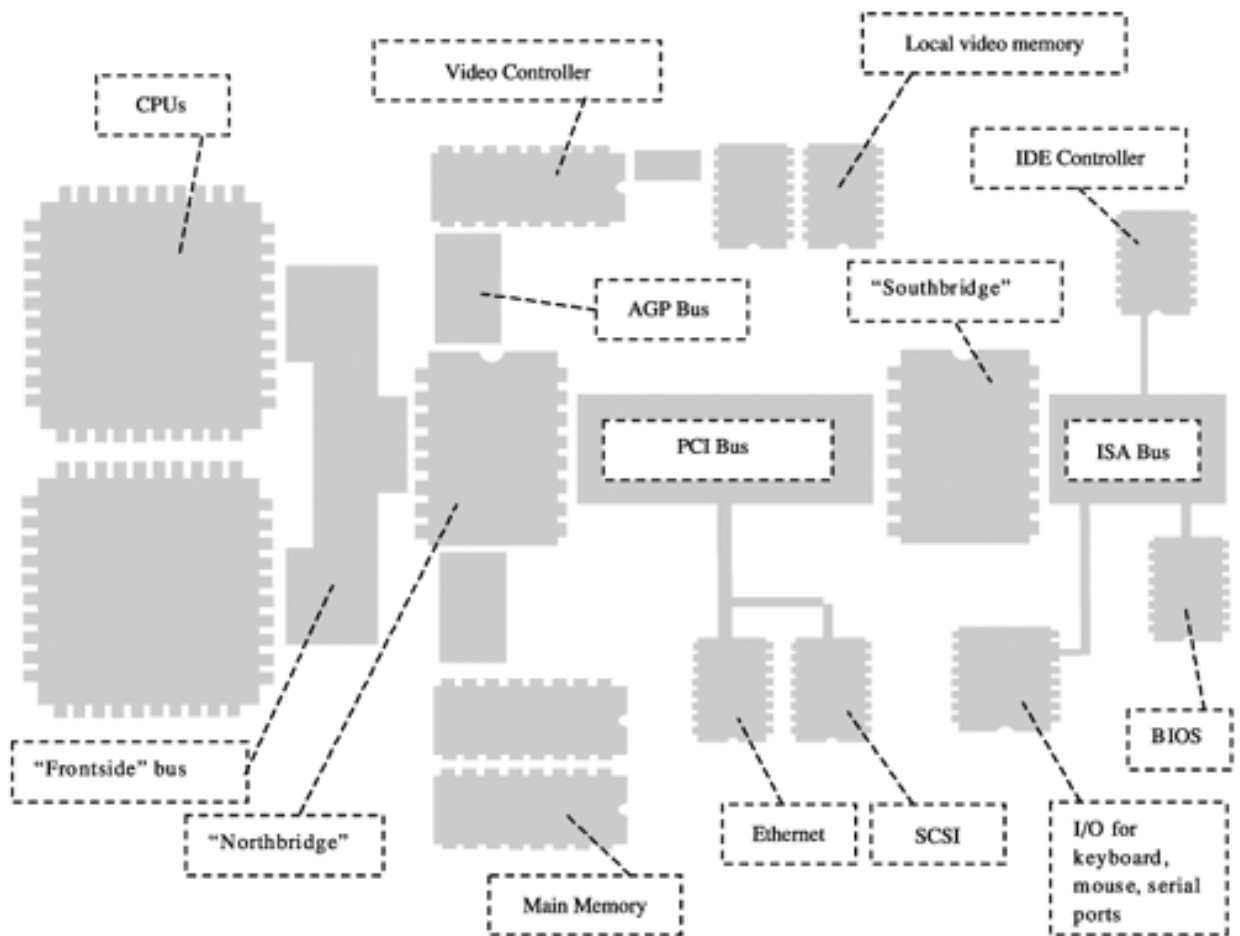 Local video memory
Video Controller
CPUs
IDE Controller
“Southbridge”
AGP Bus
PCI Bus
ISA Bus
BIOS
“Frontside” bus
“Northbridge”
Ethernet
SCSI
I/O for
keyboard,
mouse, serial
ports
Main Memory